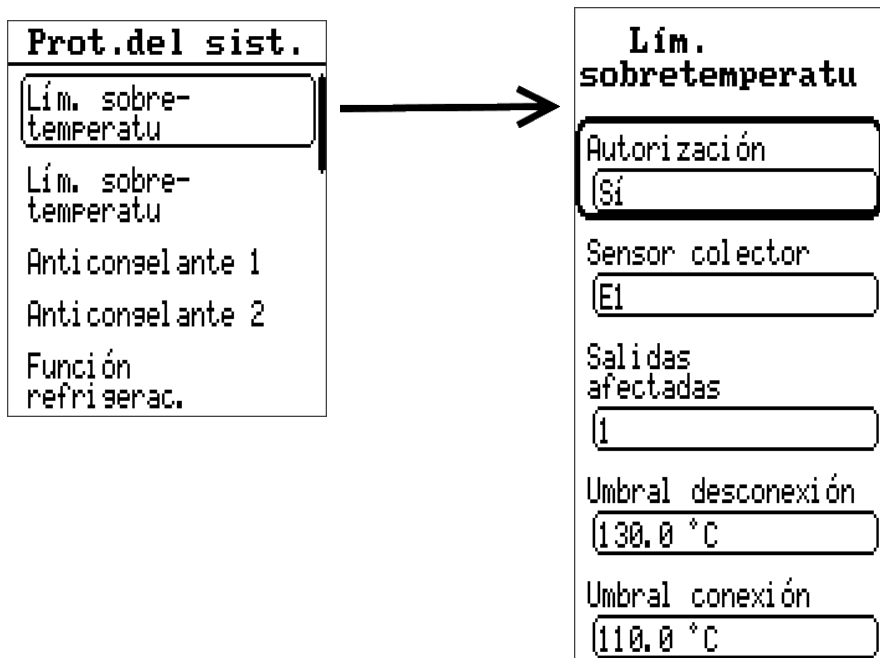 Prot.del sist.
Lím. sobre-
temperatu
Lím. sobre-
temperatu
Anticongelante 1
Anticongelante 2
Función
refrigerac.
Lím.
sobretemperatu
Autorización
Sí
Sensor colector
E1
Salidas
afectadas
1
Umbral desconexión
130.0 °C
Umbral conexión
110.0 °C